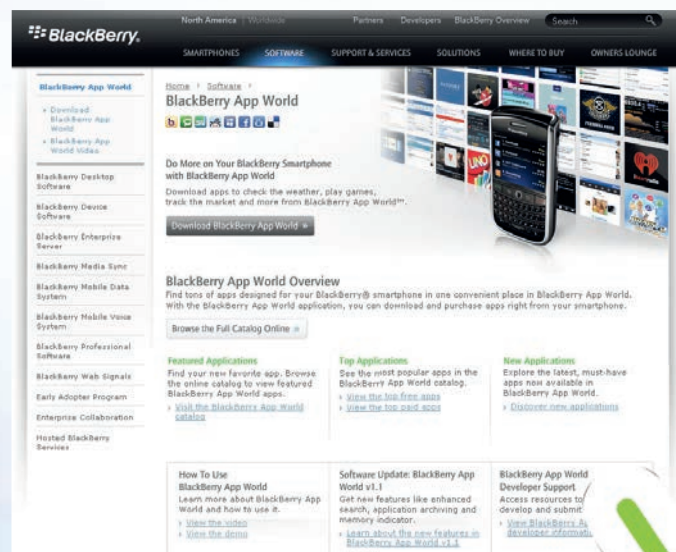 North America | Worldwide
Partners Developers BlackBerry Overview Search
BlackBerry.
SMARTPHONES SOFTWARE SUPPORT & SERVICES SOLUTIONS WHERE TO BUY OWNERS LOUNGE
BlackBerry App World
› Download
BlackBerry App
World
› BlackBerry App
World Video
BlackBerry Desktop
Software
BlackBerry Device
Software
BlackBerry Enterprise
Server
BlackBerry Media Sync
BlackBerry Mobile Data
System
BlackBerry Mobile Voice
System
BlackBerry Professional
Software
BlackBerry Web Signals
Early Adopter Program
Enterprise Collaboration
Hosted BlackBerry
Services
Home › Software ›
BlackBerry App World
Do More on Your BlackBerry Smartphone
with BlackBerry App World
Download apps to check the weather, play games,
track the market and more from BlackBerry App World™.
Download BlackBerry App World »
UNO
BlackBerry App World Overview
Find tons of apps designed for your BlackBerry® smartphone in one convenient place in BlackBerry App World.
With the BlackBerry App World application, you can download and purchase apps right from your smartphone.
Browse the Full Catalog Online »
Featured Applications
Find your new favorite app. Browse
the online catalog to view featured
BlackBerry App World apps.
› Visit the BlackBerry App World
catalog
Top Applications
See the most popular apps in the
BlackBerry App World catalog.
› View the top free apps
› View the top paid apps
New Applications
Explore the latest, must-have
apps now available in
BlackBerry App World.
› Discover new applications
How To Use
BlackBerry App World
Learn more about BlackBerry App
World and how to use it.
› View the video
› View the demo
Software Update: BlackBerry App
World v1.1
Get new features like enhanced
search, application archiving and
memory indicator.
› Learn about the new features in
BlackBerry App World v1.1
BlackBerry App World
Developer Support
Access resources to
develop and submit
› View BlackBerry
developer